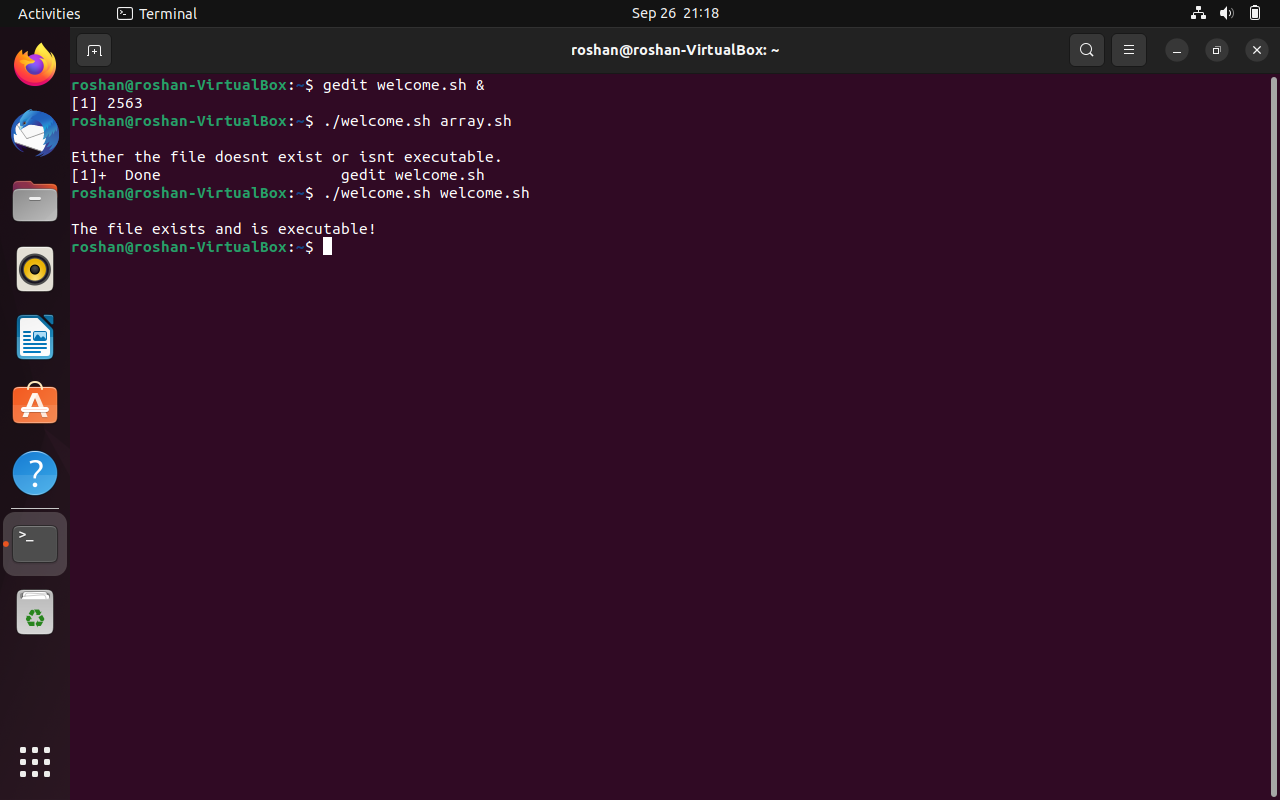 Activities
Terminal
Sep 26 21:18
roshan@roshan-VirtualBox: ~
roshan@roshan-VirtualBox:~$ gedit welcome.sh &
[1] 2563
roshan@roshan-VirtualBox:~$ ./welcome.sh array.sh
Either the file doesnt exist or isnt executable.
[1]+  Done                    gedit welcome.sh
roshan@roshan-VirtualBox:~$ ./welcome.sh welcome.sh
The file exists and is executable!
roshan@roshan-VirtualBox:~$